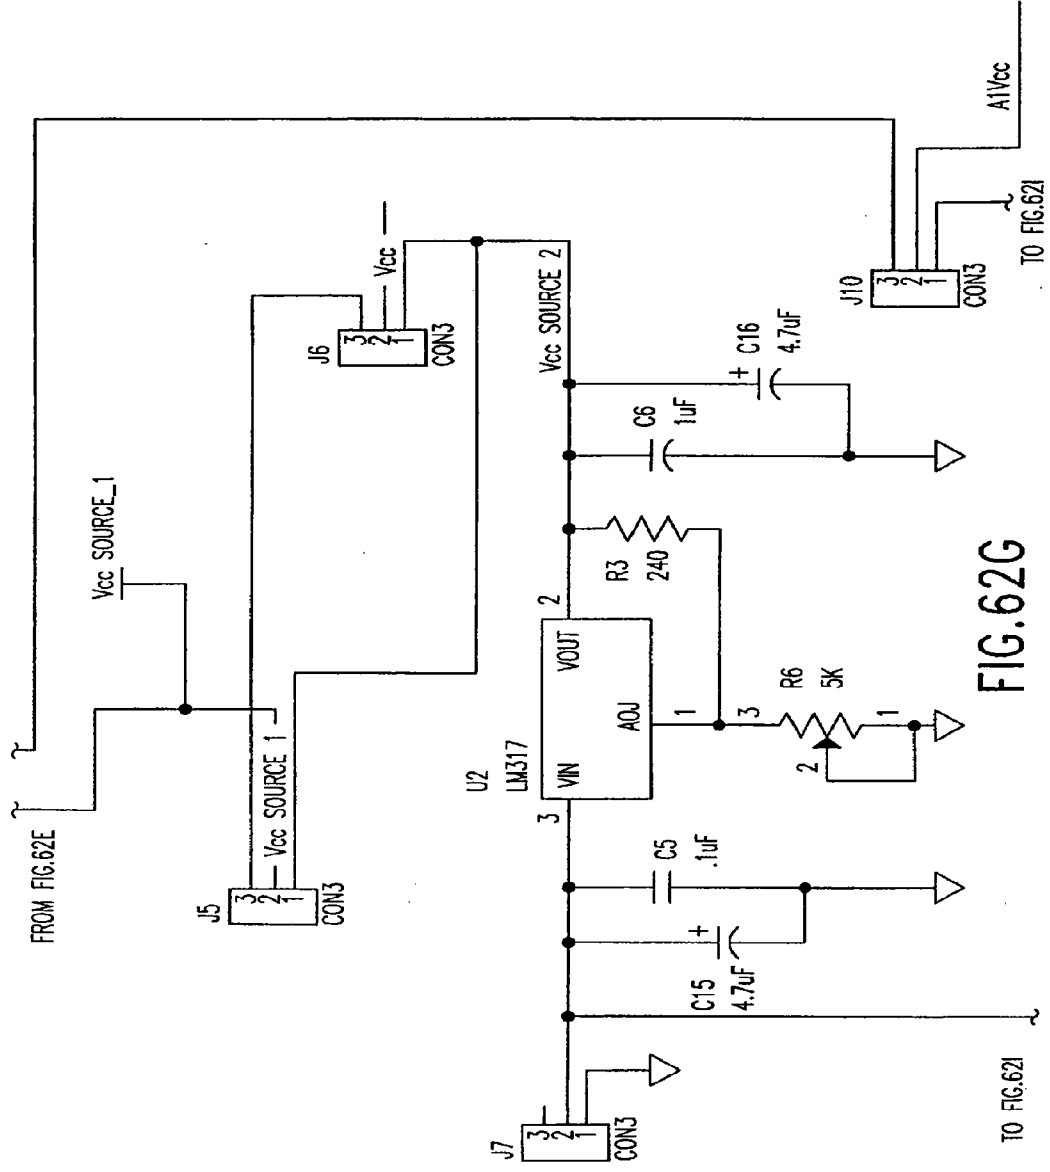 FROM FIG.62E
Vcc SOURCE_1
J5
3
2
1
CON3
Vcc SOURCE 1
J6
3
2
1
CON3
Vcc
Vcc SOURCE 2
U2
LM317
VIN
VOUT
AOJ
3
2
1
R3
240
C6
1uF
C16
4.7uF
+
R6
5K
3
2
1
C5
.1uF
C15
4.7uF
+
J7
3
2
1
CON3
J10
3
2
1
CON3
A1Vcc
TO FIG.62I
TO FIG.62I
FIG.62G